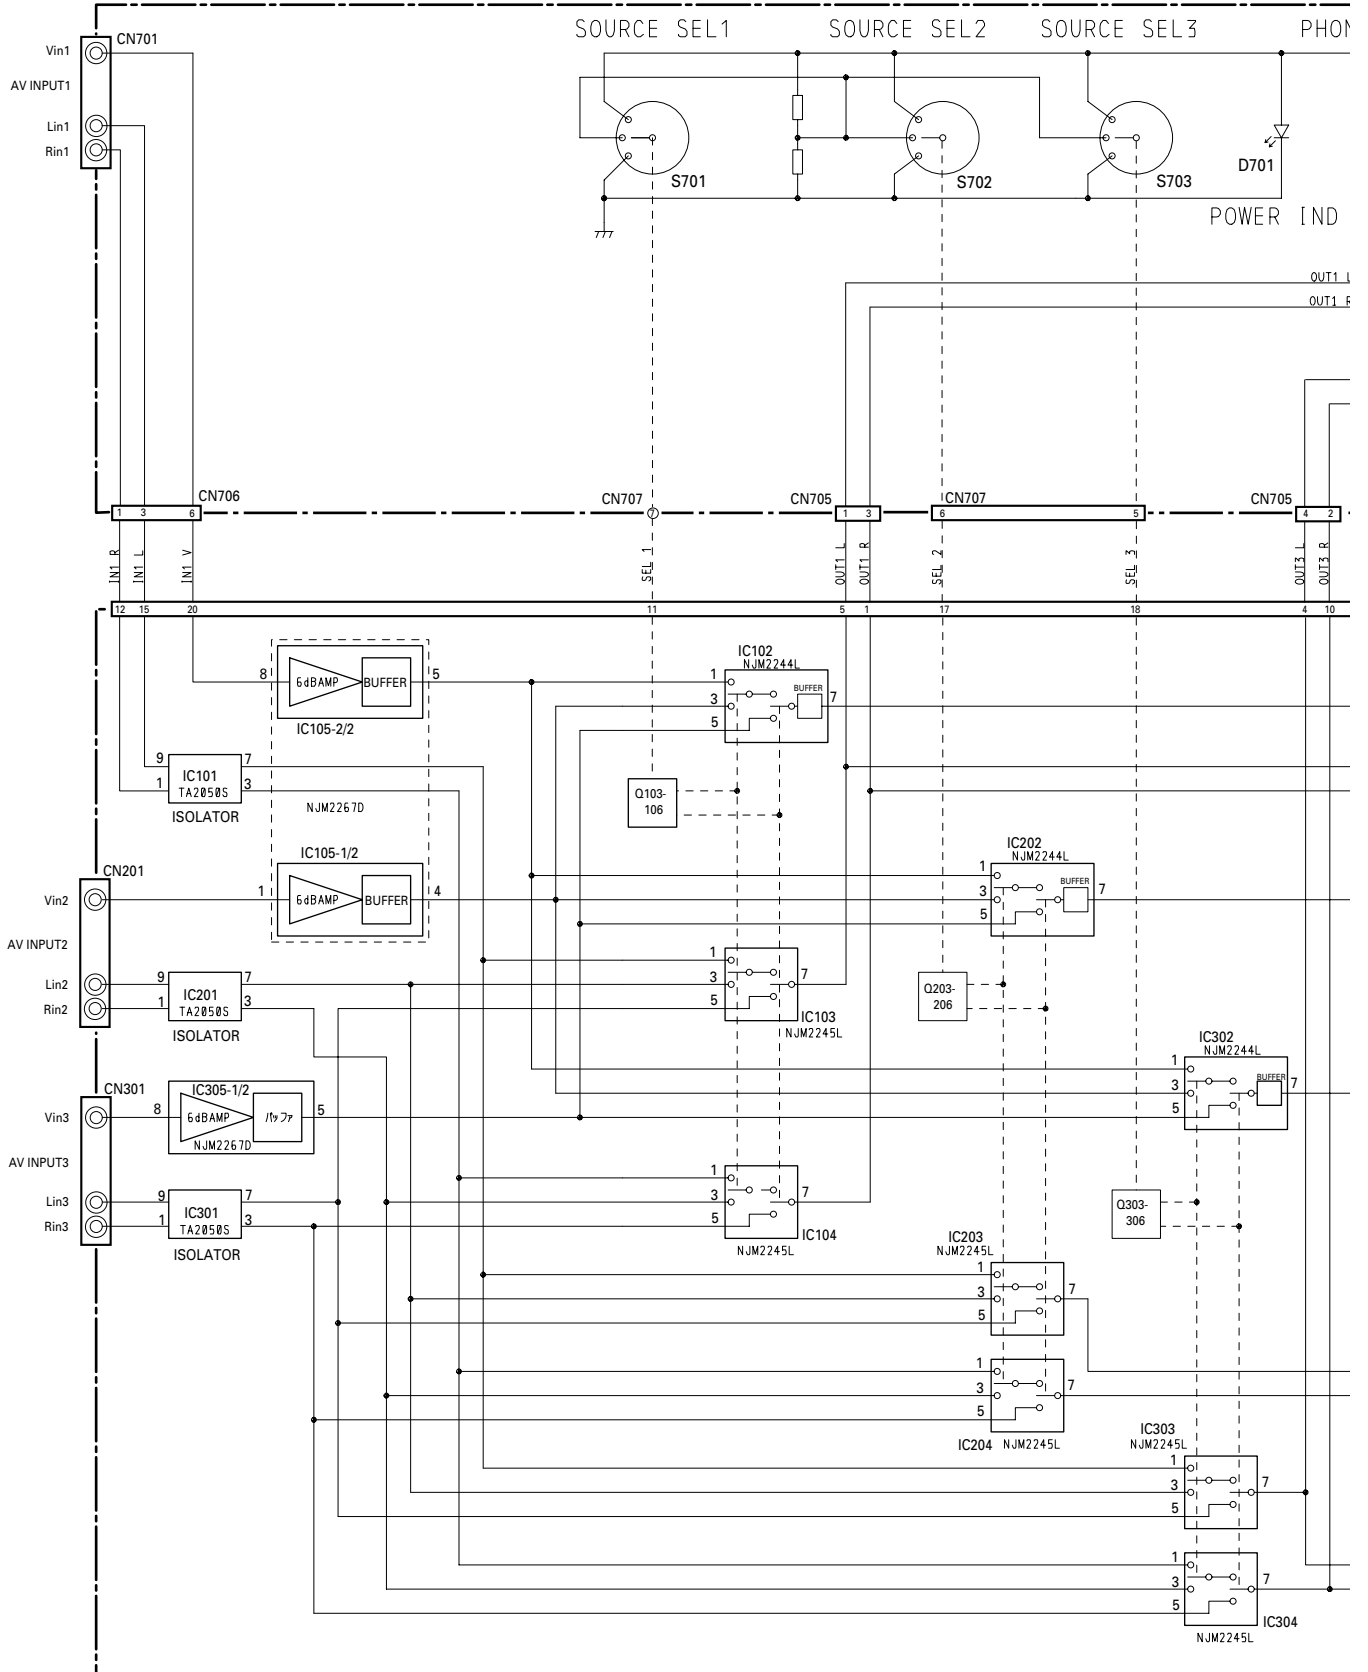 SOURCE SEL1 SOURCE SEL2 SOURCE SEL3 PHON
CN701
Vin1
AV INPUT1
Lin1
Rin1
S701 S702 S703 D701
POWER IND
OUT1 L
OUT1 R
CN706 CN707 CN705 CN707 CN705
1 3 6 7 1 3 6 5 4 2
IN1 R IN1 L IN1 V SEL 1 OUT1 L OUT1 R SEL 2 SEL 3 OUT3 L OUT3 R
12 15 20 11 5 1 17 18 4 10
8 6dBAMP BUFFER 5
IC105-2/2
IC102
NJM2244L
1
3
5
BUFFER
7
9 7
1 3
IC101
TA2050S
ISOLATOR
NJM2267D
Q103-
106
IC105-1/2
1 6dBAMP BUFFER 4
CN201
Vin2
AV INPUT2
Lin2
Rin2
IC202
NJM2244L
1
3
5
BUFFER
7
9 7
1 3
IC201
TA2050S
ISOLATOR
1
3
5
7
IC103
NJM2245L
Q203-
206
IC302
NJM2244L
1
3
5
BUFFER
7
CN301
Vin3
AV INPUT3
Lin3
Rin3
IC305-1/2
8 6dBAMP バッファ 5
NJM2267D
9 7
1 3
IC301
TA2050S
ISOLATOR
1
3
5
7
IC104
NJM2245L
Q303-
306
IC203
NJM2245L
1
3
5
7
1
3
5
7
IC204 NJM2245L
IC303
NJM2245L
1
3
5
7
1
3
5
7
IC304
NJM2245L